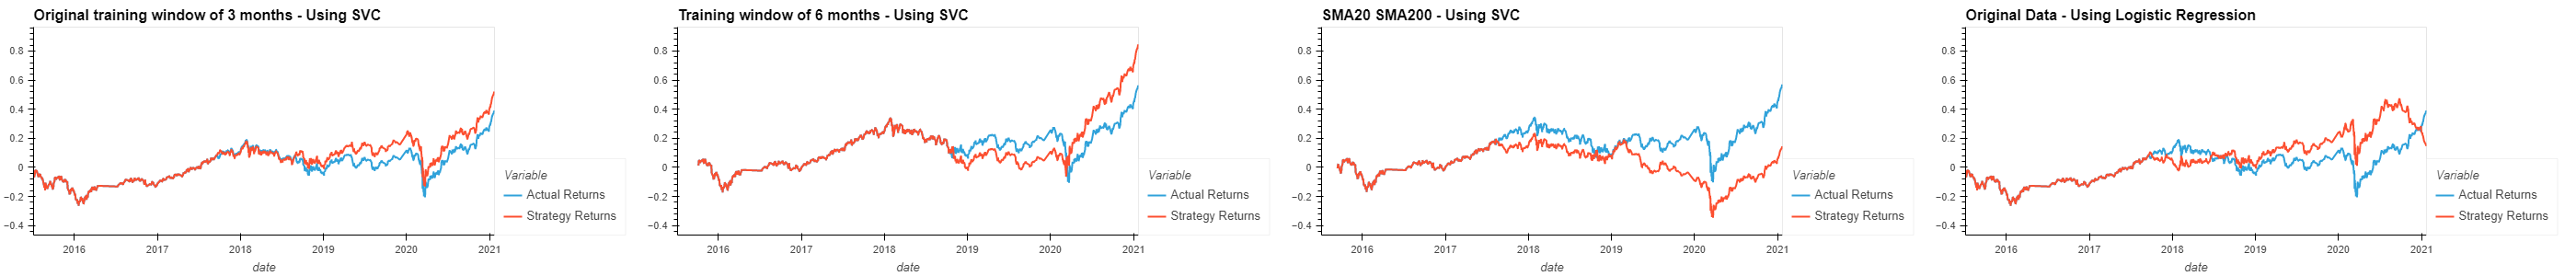 Original training window of 3 months - Using SVC
0.8
0.6
0.4
0.2
0
−0.2
−0.4
2016 2017 2018 2019 2020 2021
date
Variable
Actual Returns
Strategy Returns
Training window of 6 months - Using SVC
0.8
0.6
0.4
0.2
0
−0.2
−0.4
2016 2017 2018 2019 2020 2021
date
Variable
Actual Returns
Strategy Returns
SMA20 SMA200 - Using SVC
0.8
0.6
0.4
0.2
0
−0.2
−0.4
2016 2017 2018 2019 2020 2021
date
Variable
Actual Returns
Strategy Returns
Original Data - Using Logistic Regression
0.8
0.6
0.4
0.2
0
−0.2
−0.4
2016 2017 2018 2019 2020 2021
date
Variable
Actual Returns
Strategy Returns